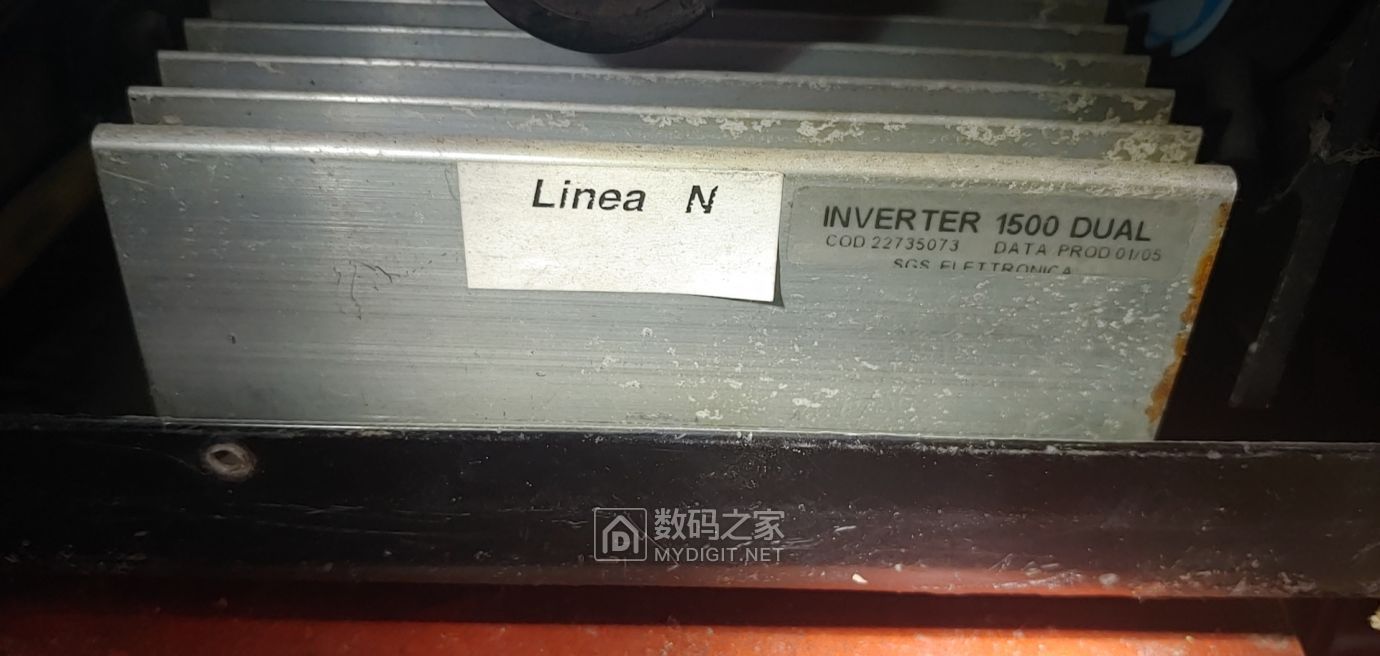 Linea N
INVERTER 1500 DUAL
COD 22735073 DATA PROD 01/05
SGS ELETTRONICA
数码之家
MYDIGIT.NET